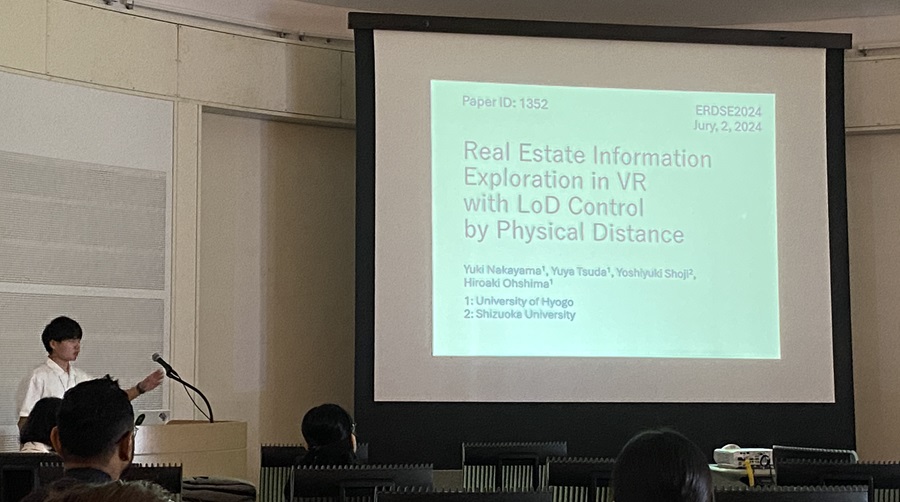 Paper ID: 1352
ERDSE2024
Jury, 2, 2024
Real Estate Information
Exploration in VR
with LoD Control
by Physical Distance
Yuki Nakayama¹, Yuya Tsuda¹, Yoshiyuki Shoji²,
Hiroaki Ohshima¹
1: University of Hyogo
2: Shizuoka University